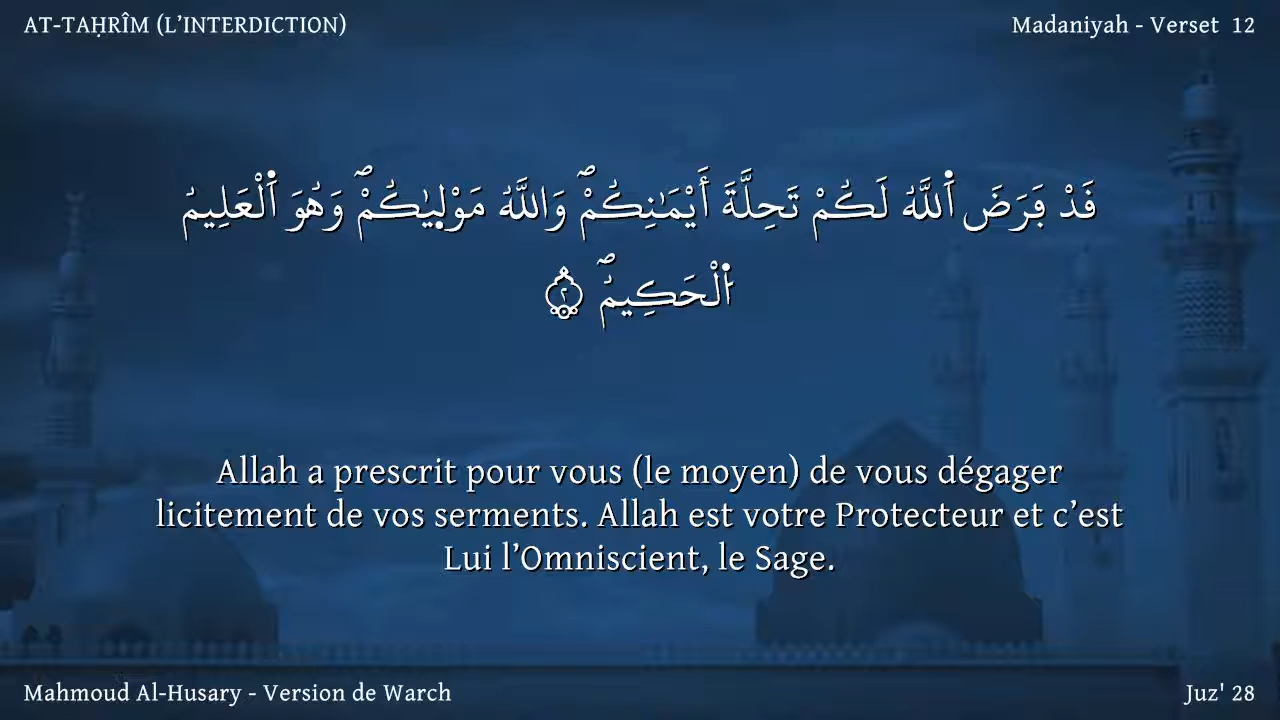 AT-TAḤRÎM (L’INTERDICTION)
Madaniyah - Verset 12
قَدْ فَرَضَ ٱللَّهُ لَكُمْ تَحِلَّةَ أَيْمَٰنِكُمْۖ وَاللَّهُ مَوْل۪يٰكُمْۖ وَهُوَ ٱلْعَلِيمُ
ٱلْحَكِيمُۖ ۝٢
Allah a prescrit pour vous (le moyen) de vous dégager
licitement de vos serments. Allah est votre Protecteur et c’est
Lui l’Omniscient, le Sage.
Mahmoud Al-Husary - Version de Warch
Juz' 28